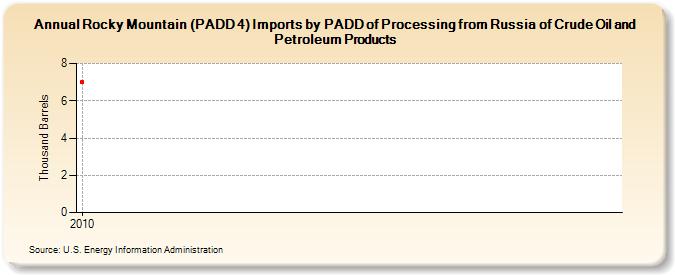 Annual Rocky Mountain (PADD 4) Imports by PADD of Processing from Russia of Crude Oil and
Petroleum Products
Thousand Barrels
8
6
4
2
0
2010
Source: U.S. Energy Information Administration